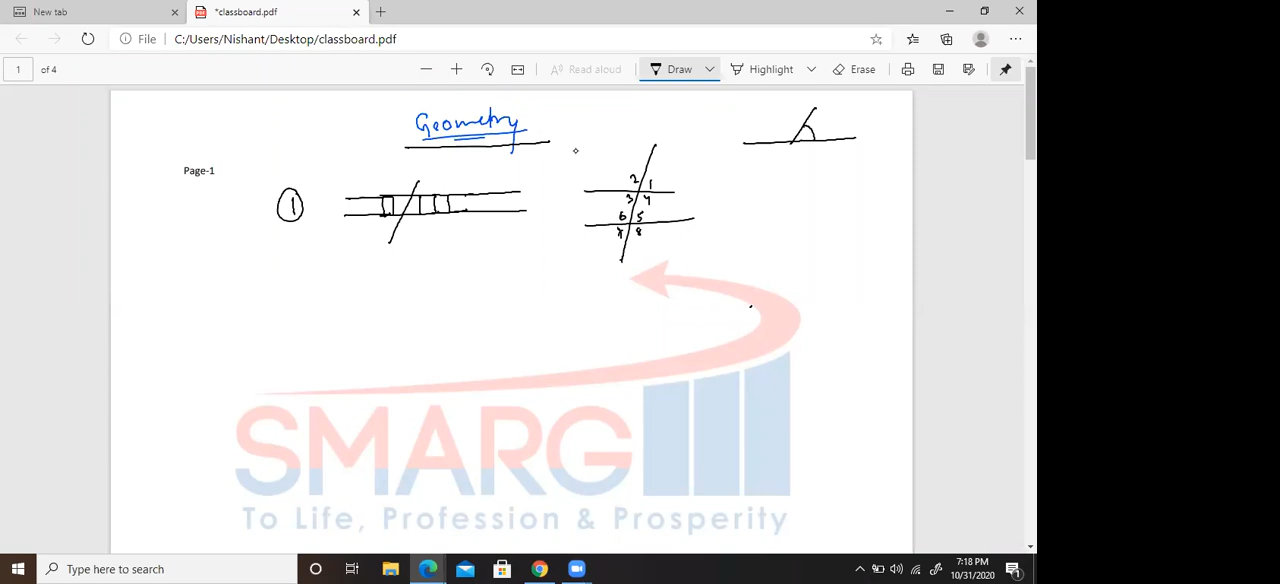 New tab
*classboard.pdf
File
C:/Users/Nishant/Desktop/classboard.pdf
1 of 4
Read aloud
Draw
Highlight
Erase
Geometry
Page-1
1
2 1
3 4
6 5
7 8
SMARG
To Life, Profession & Prosperity
Type here to search
7:18 PM
10/31/2020
1